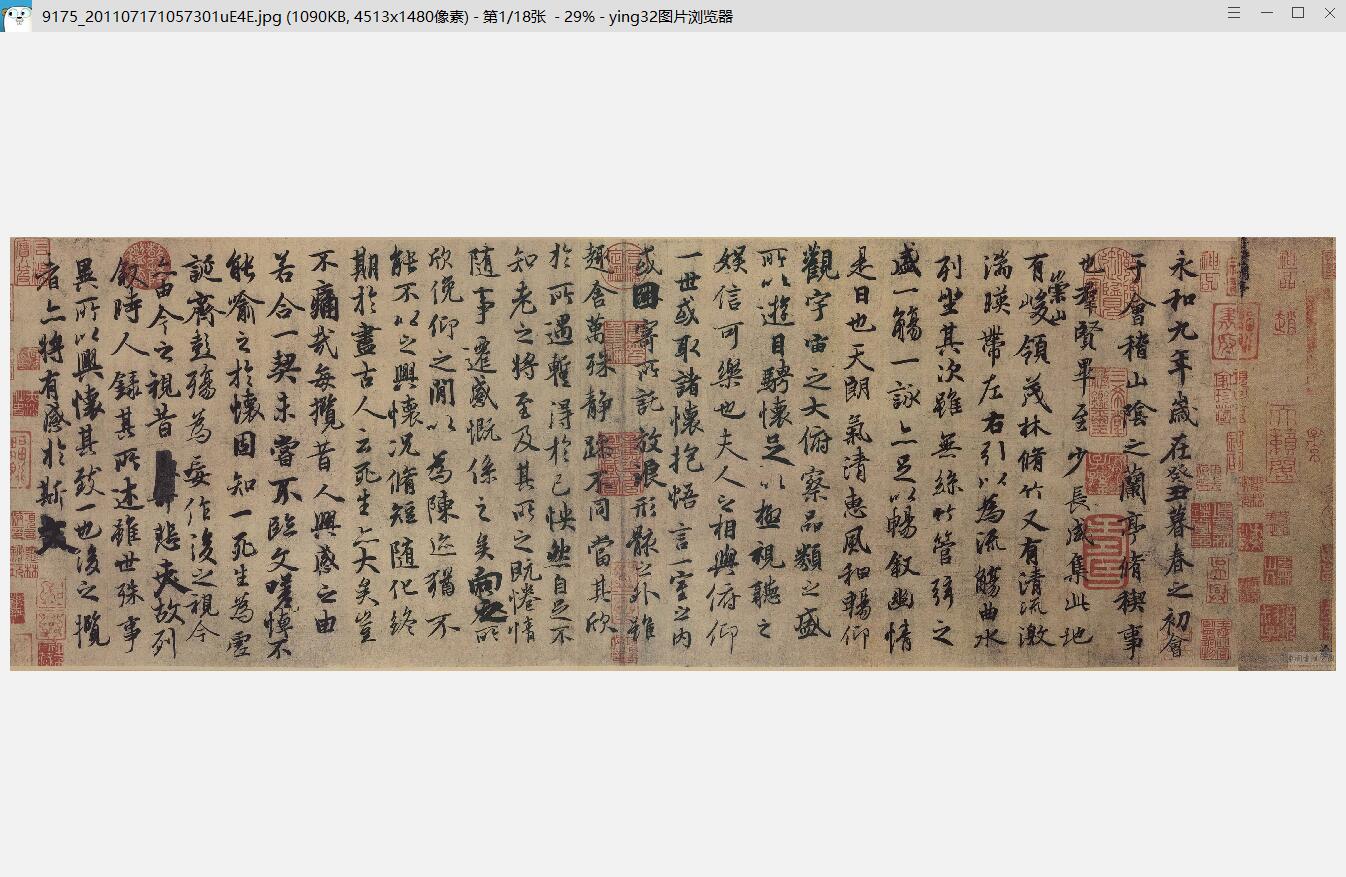 9175_201107171057301uE4E.jpg (1090KB, 4513x1480像素) - 第1/18张  - 29% - ying32图片浏览器
永和九年歲在癸丑暮春之初會
于會稽山陰之蘭亭脩稧事
也羣賢畢至少長咸集此地
有崇山峻領茂林脩竹又有清流激
湍暎帶左右引以為流觴曲水
列坐其次雖無絲竹管弦之
盛一觴一詠亦足以暢敘幽情
是日也天朗氣清惠風和暢仰
觀宇宙之大俯察品類之盛
所以遊目騁懷足以極視聽之
娛信可樂也夫人之相與俯仰
一世或取諸懷抱悟言一室之內
或因寄所託放浪形骸之外雖
趣舍萬殊靜躁不同當其欣
於所遇暫得於己怏然自足不
知老之將至及其所之既惓情
隨事遷感慨係之矣向之所
欣俛仰之間以為陳迹猶不
能不以之興懷況脩短隨化終
期於盡古人云死生亦大矣豈
不痛哉每攬昔人興感之由
若合一契未嘗不臨文嗟悼不
能喻之於懷固知一死生為虛
誕齊彭殤為妄作後之視今
亦由今之視昔悲夫故列
敘時人錄其所述雖世殊事
異所以興懷其致一也後之攬
者亦將有感於斯文